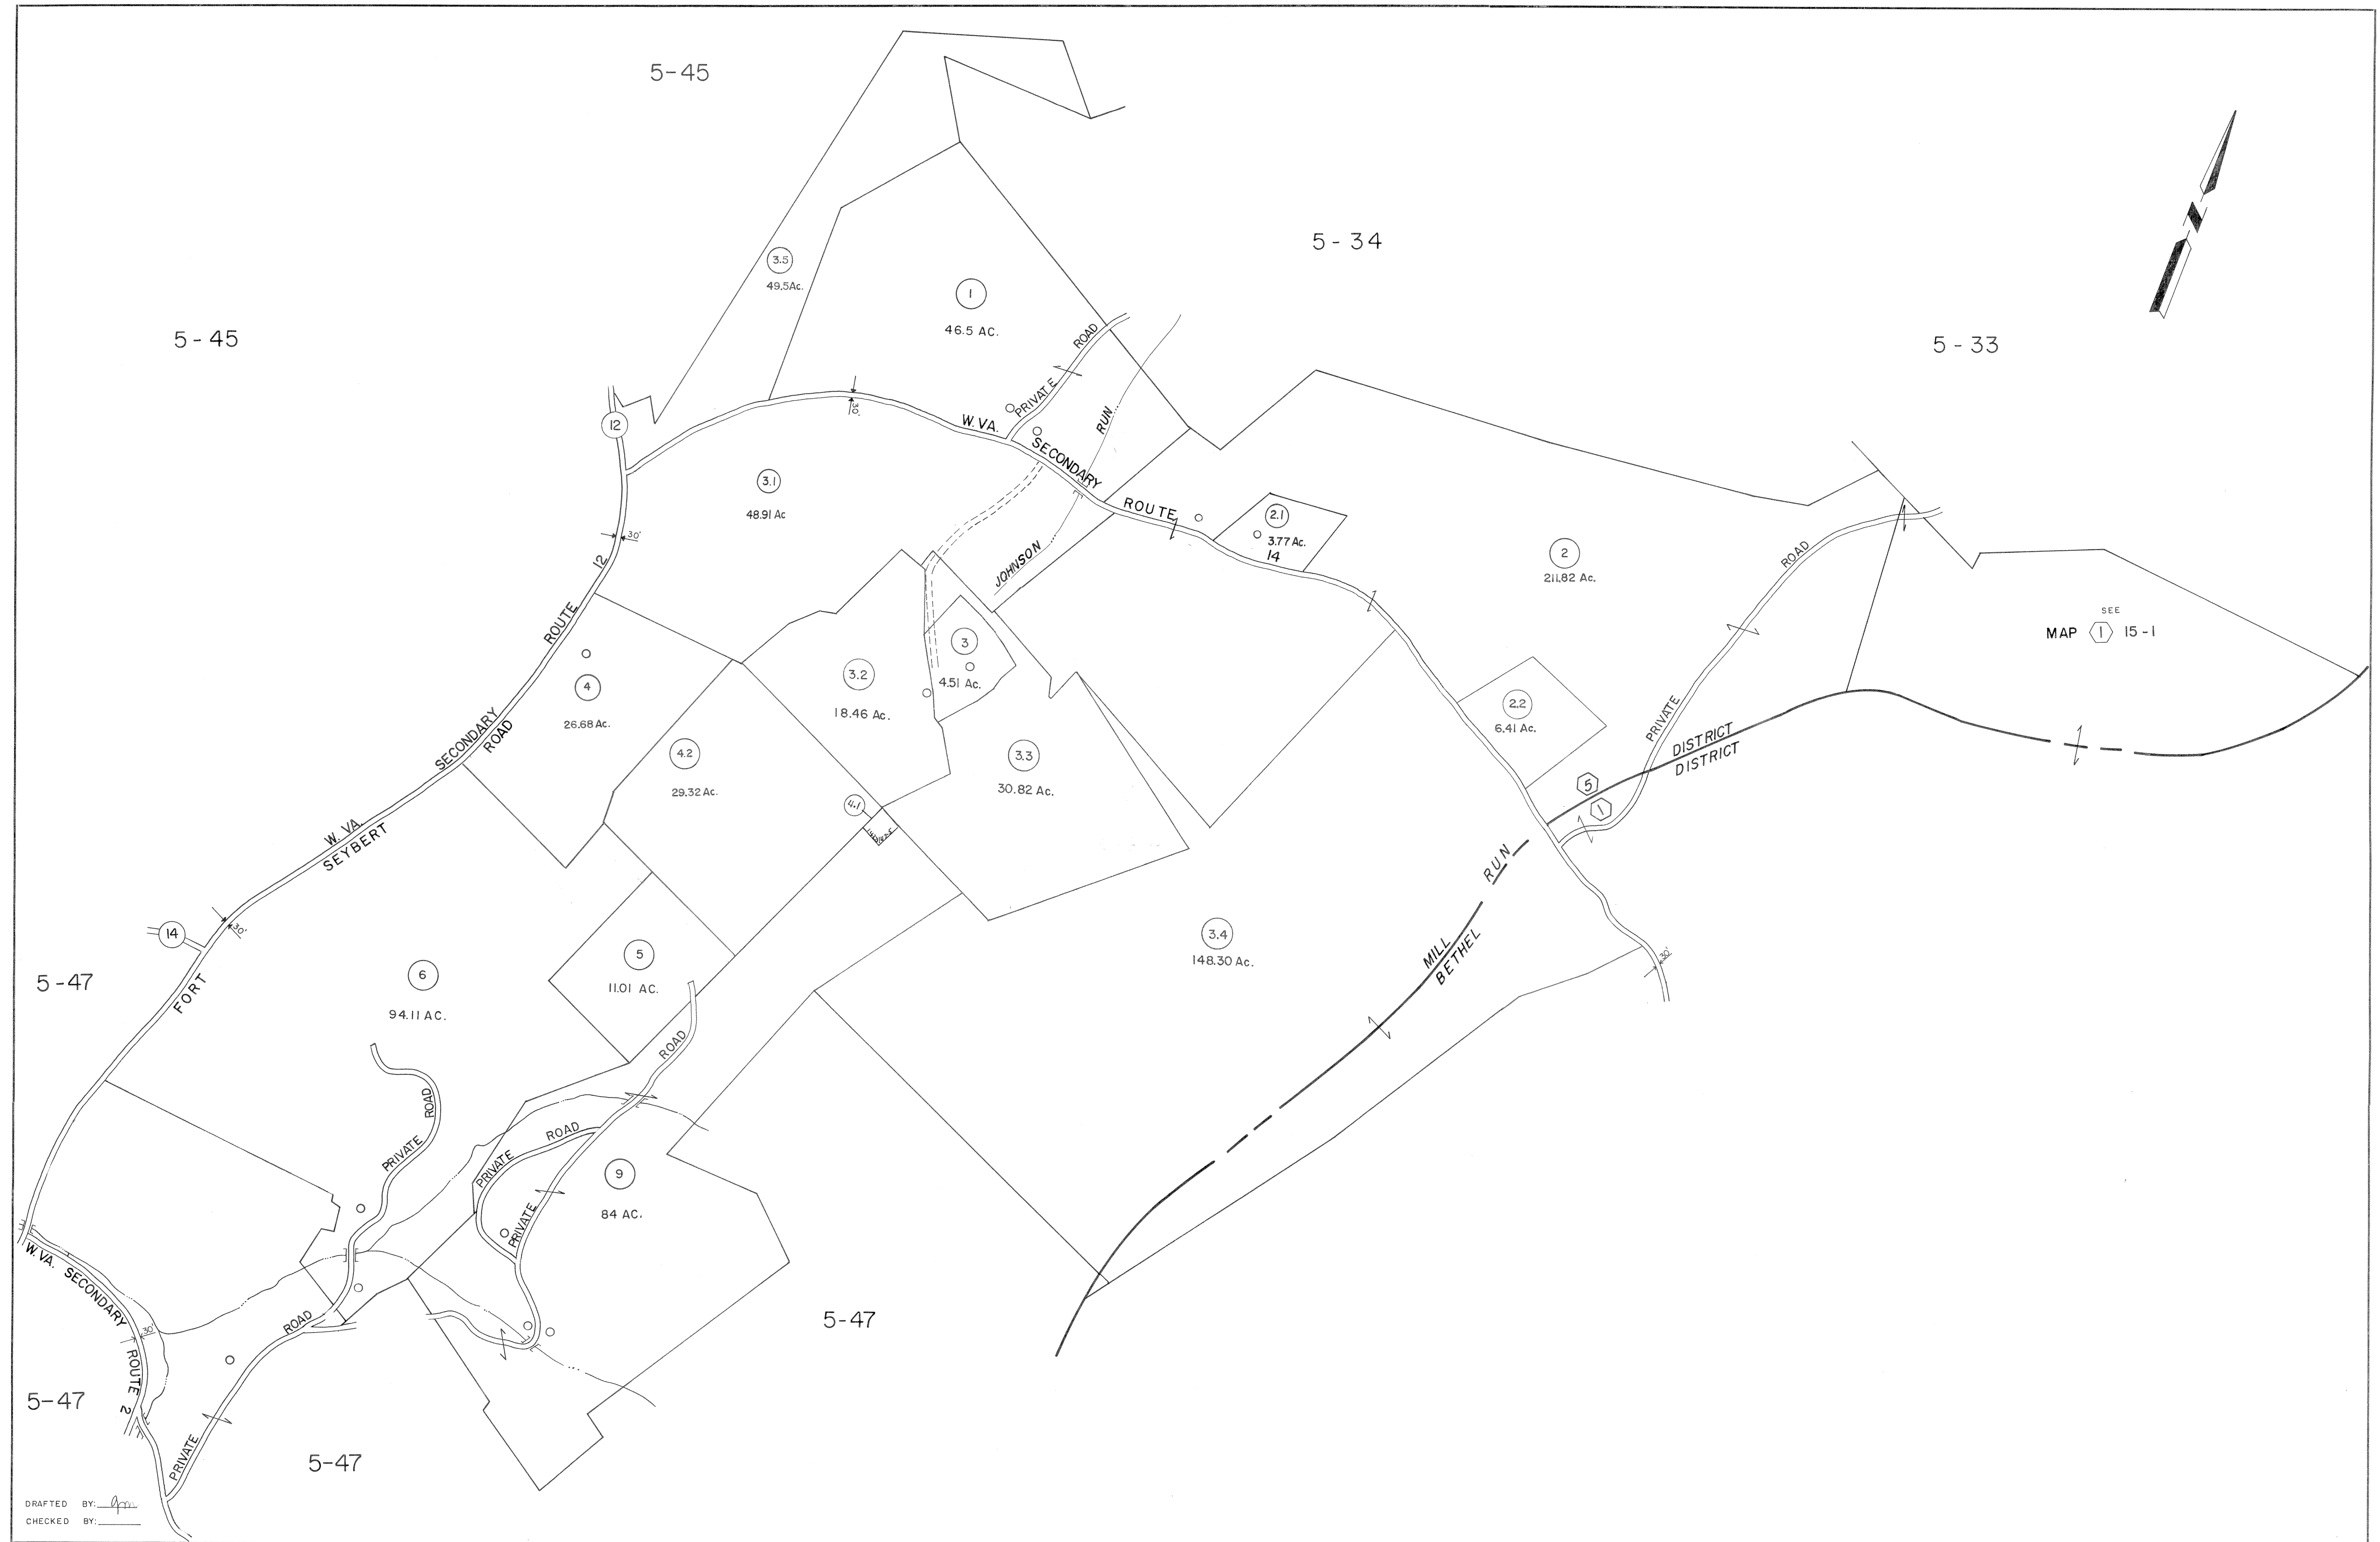 5-45
5-34
3.5
49.5Ac.
1
46.5 AC.
5-45
5-33
PRIVATE ROAD
30'
12
W.VA. SECONDARY ROUTE 14
JOHNSON RUN
3.1
48.91 Ac
2.1
3.77 Ac.
2
211.82 Ac.
30'
W. VA. SECONDARY ROUTE 12
FORT SEYBERT ROAD
PRIVATE ROAD
SEE
MAP 1 15-1
3
4.51 Ac.
3.2
18.46 Ac.
4
26.68 Ac.
2.2
6.41 Ac.
4.2
29.32 Ac.
3.3
30.82 Ac.
DISTRICT
DISTRICT
5
1
4.1
MILL RUN
BETHEL
14
30'
3.4
148.30 Ac.
30'
5-47
6
94.11 AC.
5
11.01 AC.
PRIVATE ROAD
PRIVATE ROAD
PRIVATE ROAD
9
84 AC.
W.VA. SECONDARY ROUTE 2
30'
PRIVATE ROAD
5-47
5-47
5-47
DRAFTED BY:
CHECKED BY: